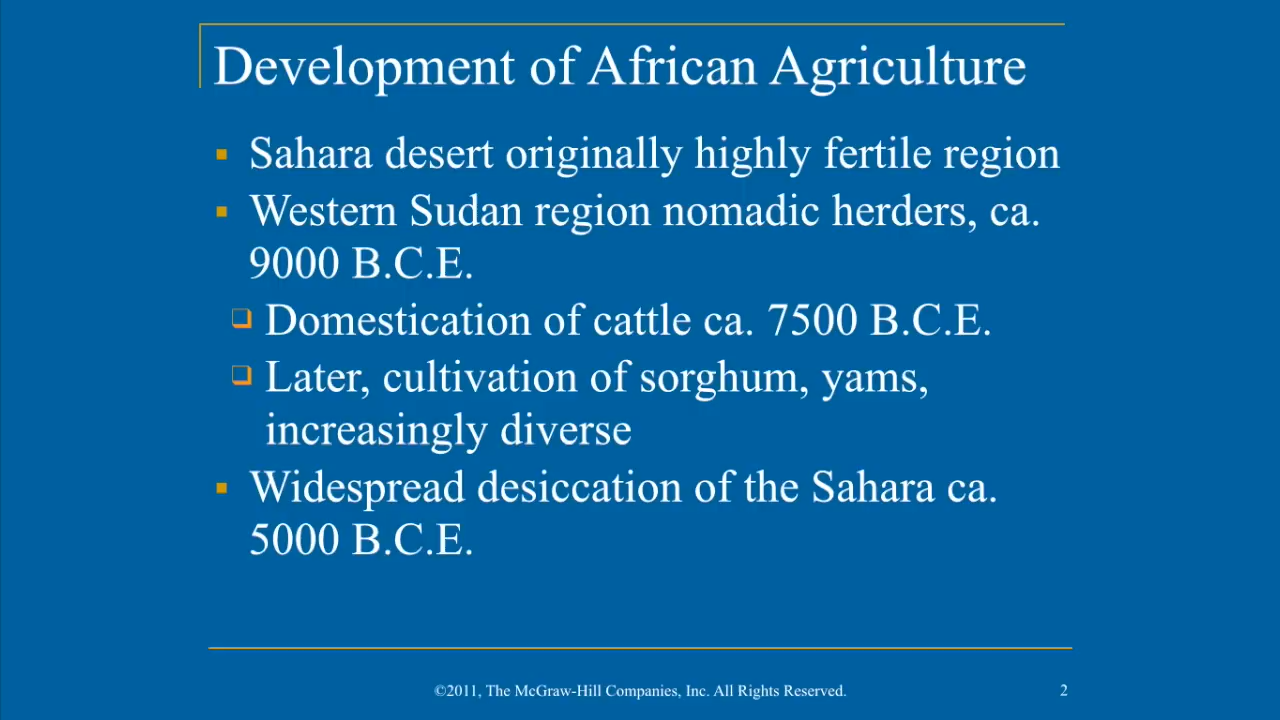 Development of African Agriculture
▪ Sahara desert originally highly fertile region
▪ Western Sudan region nomadic herders, ca.
9000 B.C.E.
❑ Domestication of cattle ca. 7500 B.C.E.
❑ Later, cultivation of sorghum, yams,
increasingly diverse
▪ Widespread desiccation of the Sahara ca.
5000 B.C.E.
©2011, The McGraw-Hill Companies, Inc. All Rights Reserved.
2